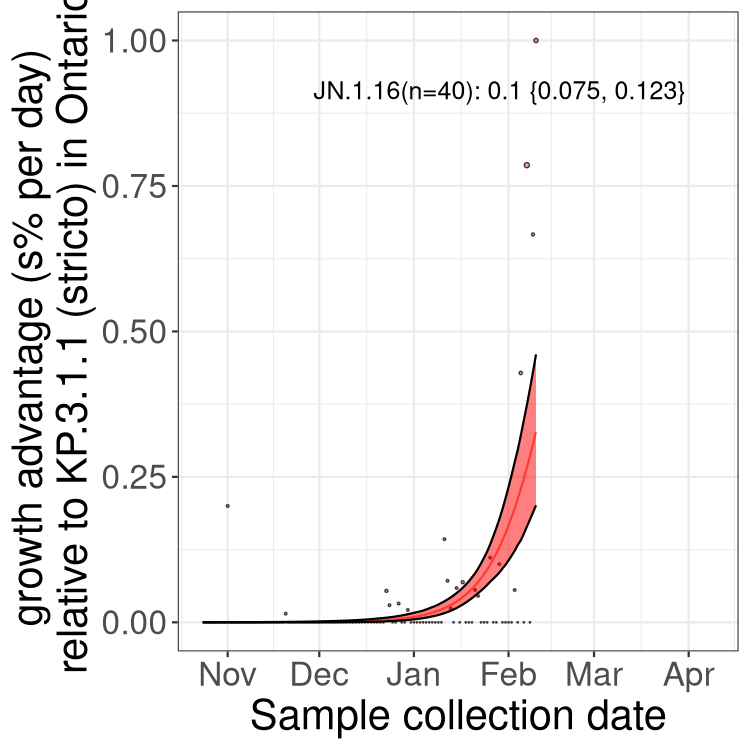 growth advantage (s% per day)
relative to KP.3.1.1 (stricto) in Ontario
1.00
0.75
0.50
0.25
0.00
JN.1.16(n=40): 0.1 {0.075, 0.123}
Nov Dec Jan Feb Mar Apr
Sample collection date